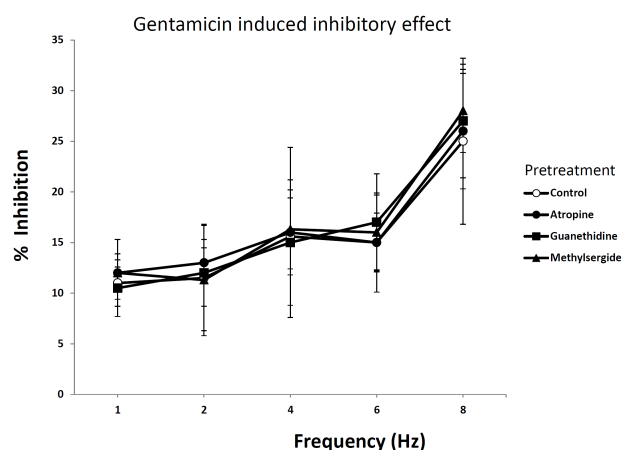 Gentamicin induced inhibitory effect
35
30
25
20
15
10
5
0
% Inhibition
1 2 4 6 8
Frequency (Hz)
Pretreatment
Control
Atropine
Guanethidine
Methylsergide